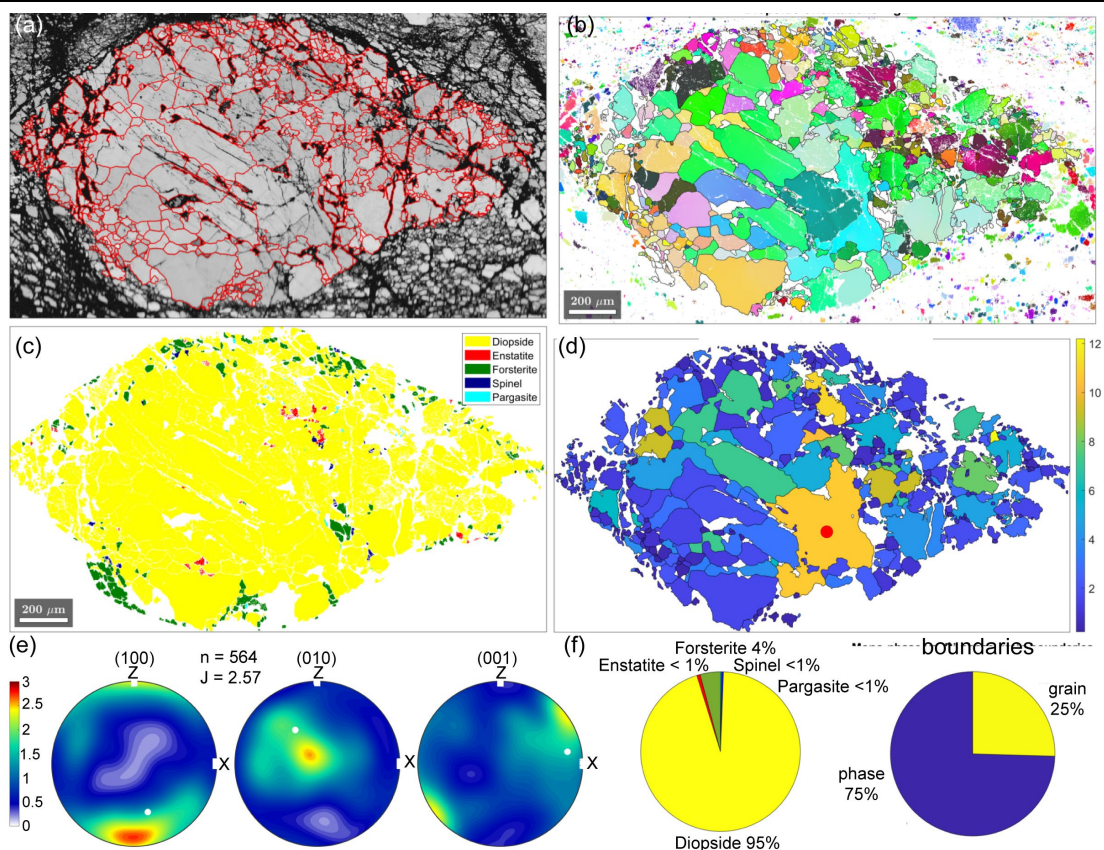 (a)
(b)
200 μm
(c)
Diopside
Enstatite
Forsterite
Spinel
Pargasite
200 μm
(d)
12
10
8
6
4
2
(e)
(100)
Z
n = 564
J = 2.57
(010)
Z
(001)
Z
X
X
3
2.5
2
1.5
1
0.5
0
(f)
Forsterite 4%
Enstatite < 1%
Spinel <1%
Pargasite <1%
Diopside 95%
boundaries
grain
25%
phase
75%